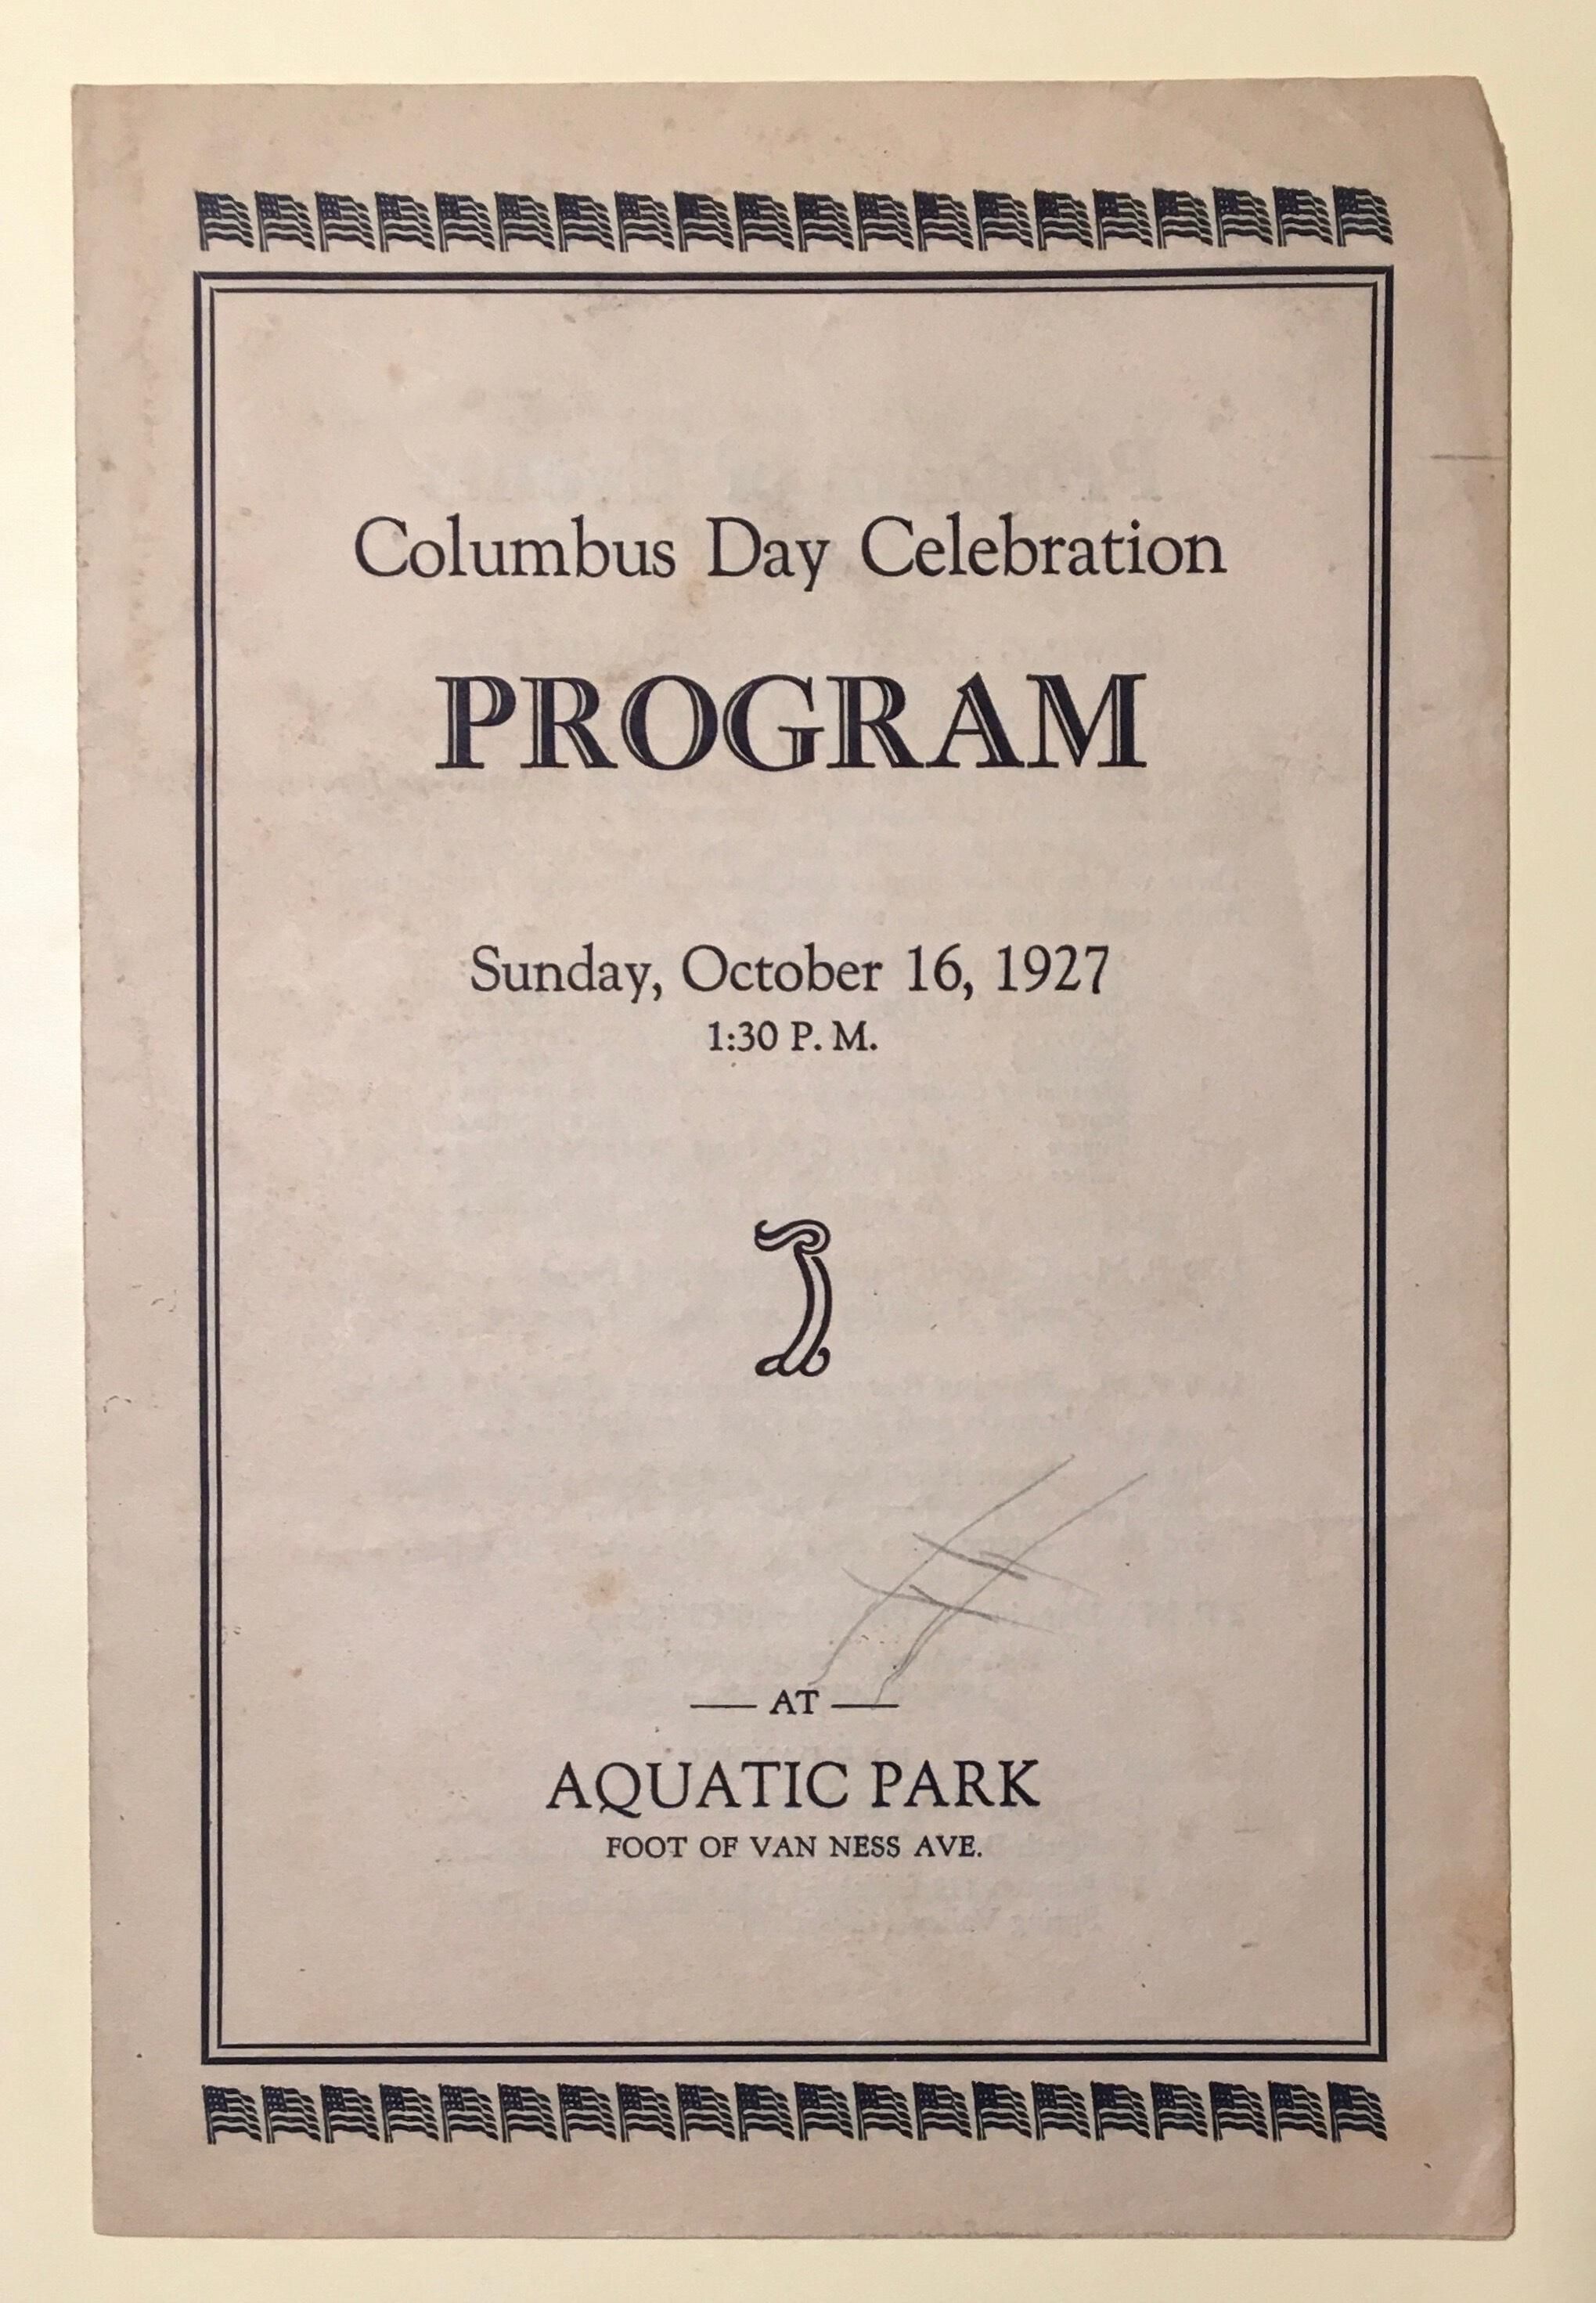 Columbus Day Celebration
PROGRAM
Sunday, October 16, 1927
1:30 P. M.
— AT —
AQUATIC PARK
FOOT OF VAN NESS AVE.